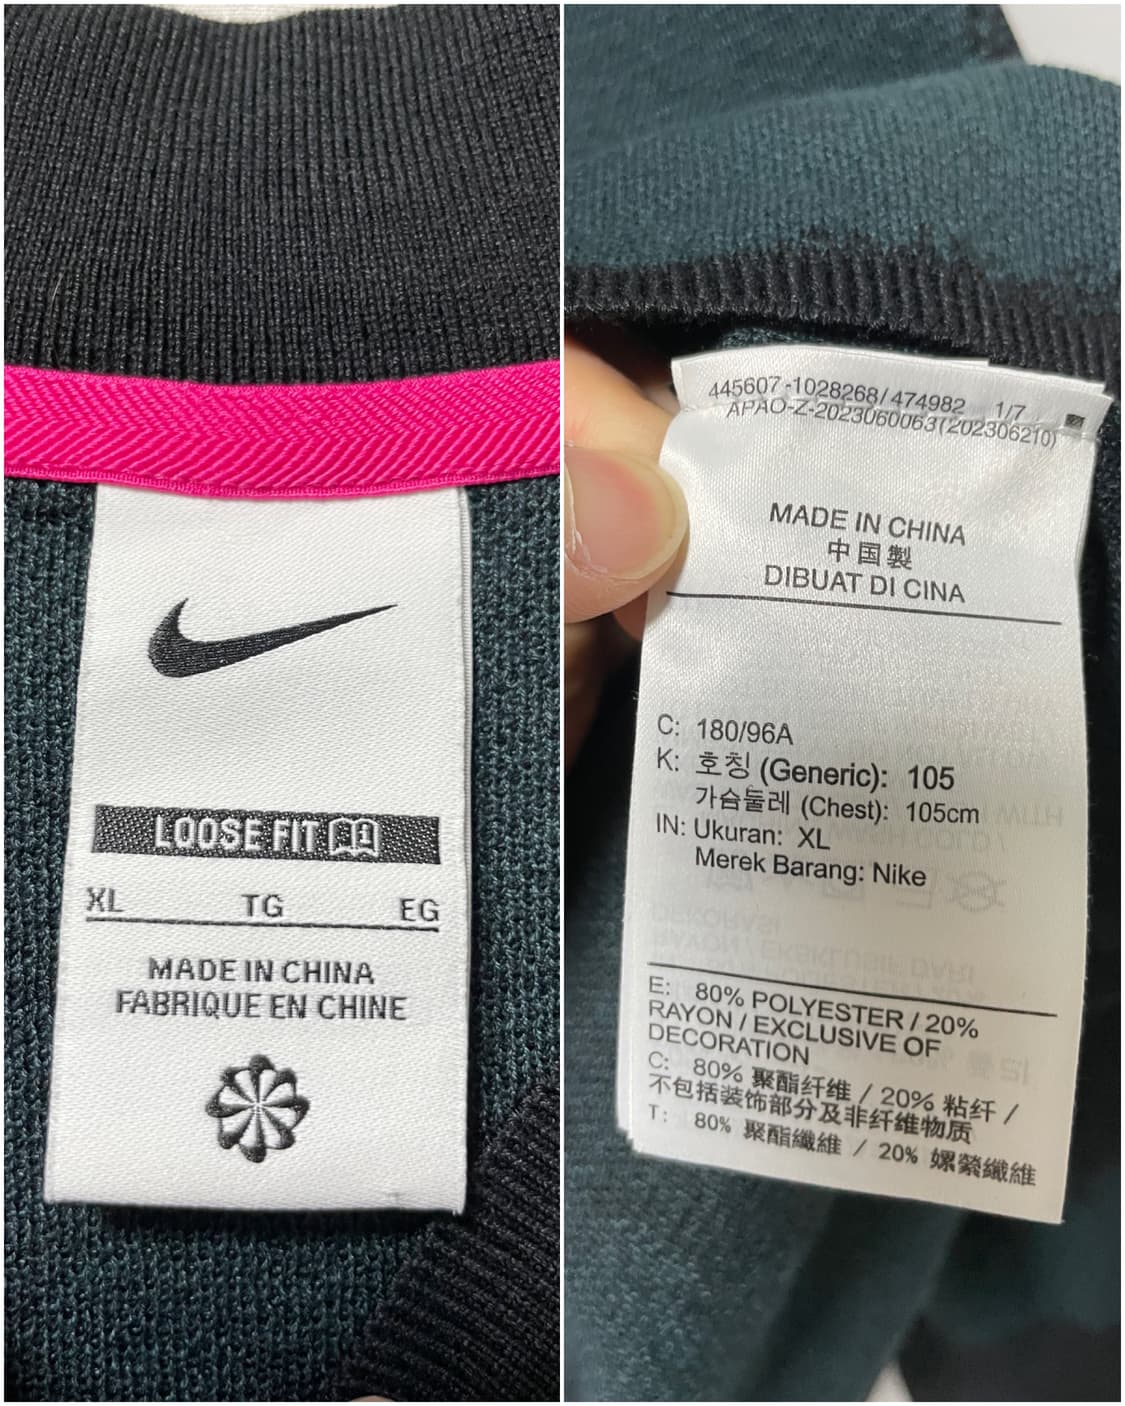 LOOSE FIT
XL TG EG
MADE IN CHINA
FABRIQUE EN CHINE
445607-1028268/474982 1/7
APAO-Z-2023060063(202306210)
MADE IN CHINA
中国製
DIBUAT DI CINA
C: 180/96A
K: 호칭 (Generic): 105
가슴둘레 (Chest): 105cm
IN: Ukuran: XL
Merek Barang: Nike
E: 80% POLYESTER / 20%
RAYON / EXCLUSIVE OF
DECORATION
C: 80% 聚酯纤维 / 20% 粘纤 /
不包括装饰部分及非纤维物质
T: 80% 聚酯纖維 / 20% 嫘縈纖維